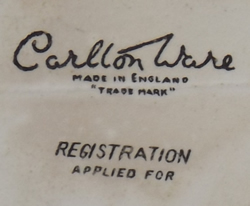 Carlton Ware
MADE IN ENGLAND
"TRADE MARK"
REGISTRATION
APPLIED FOR